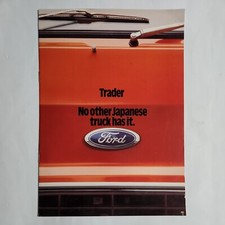 Trader
No other Japanese
truck has it.
Ford